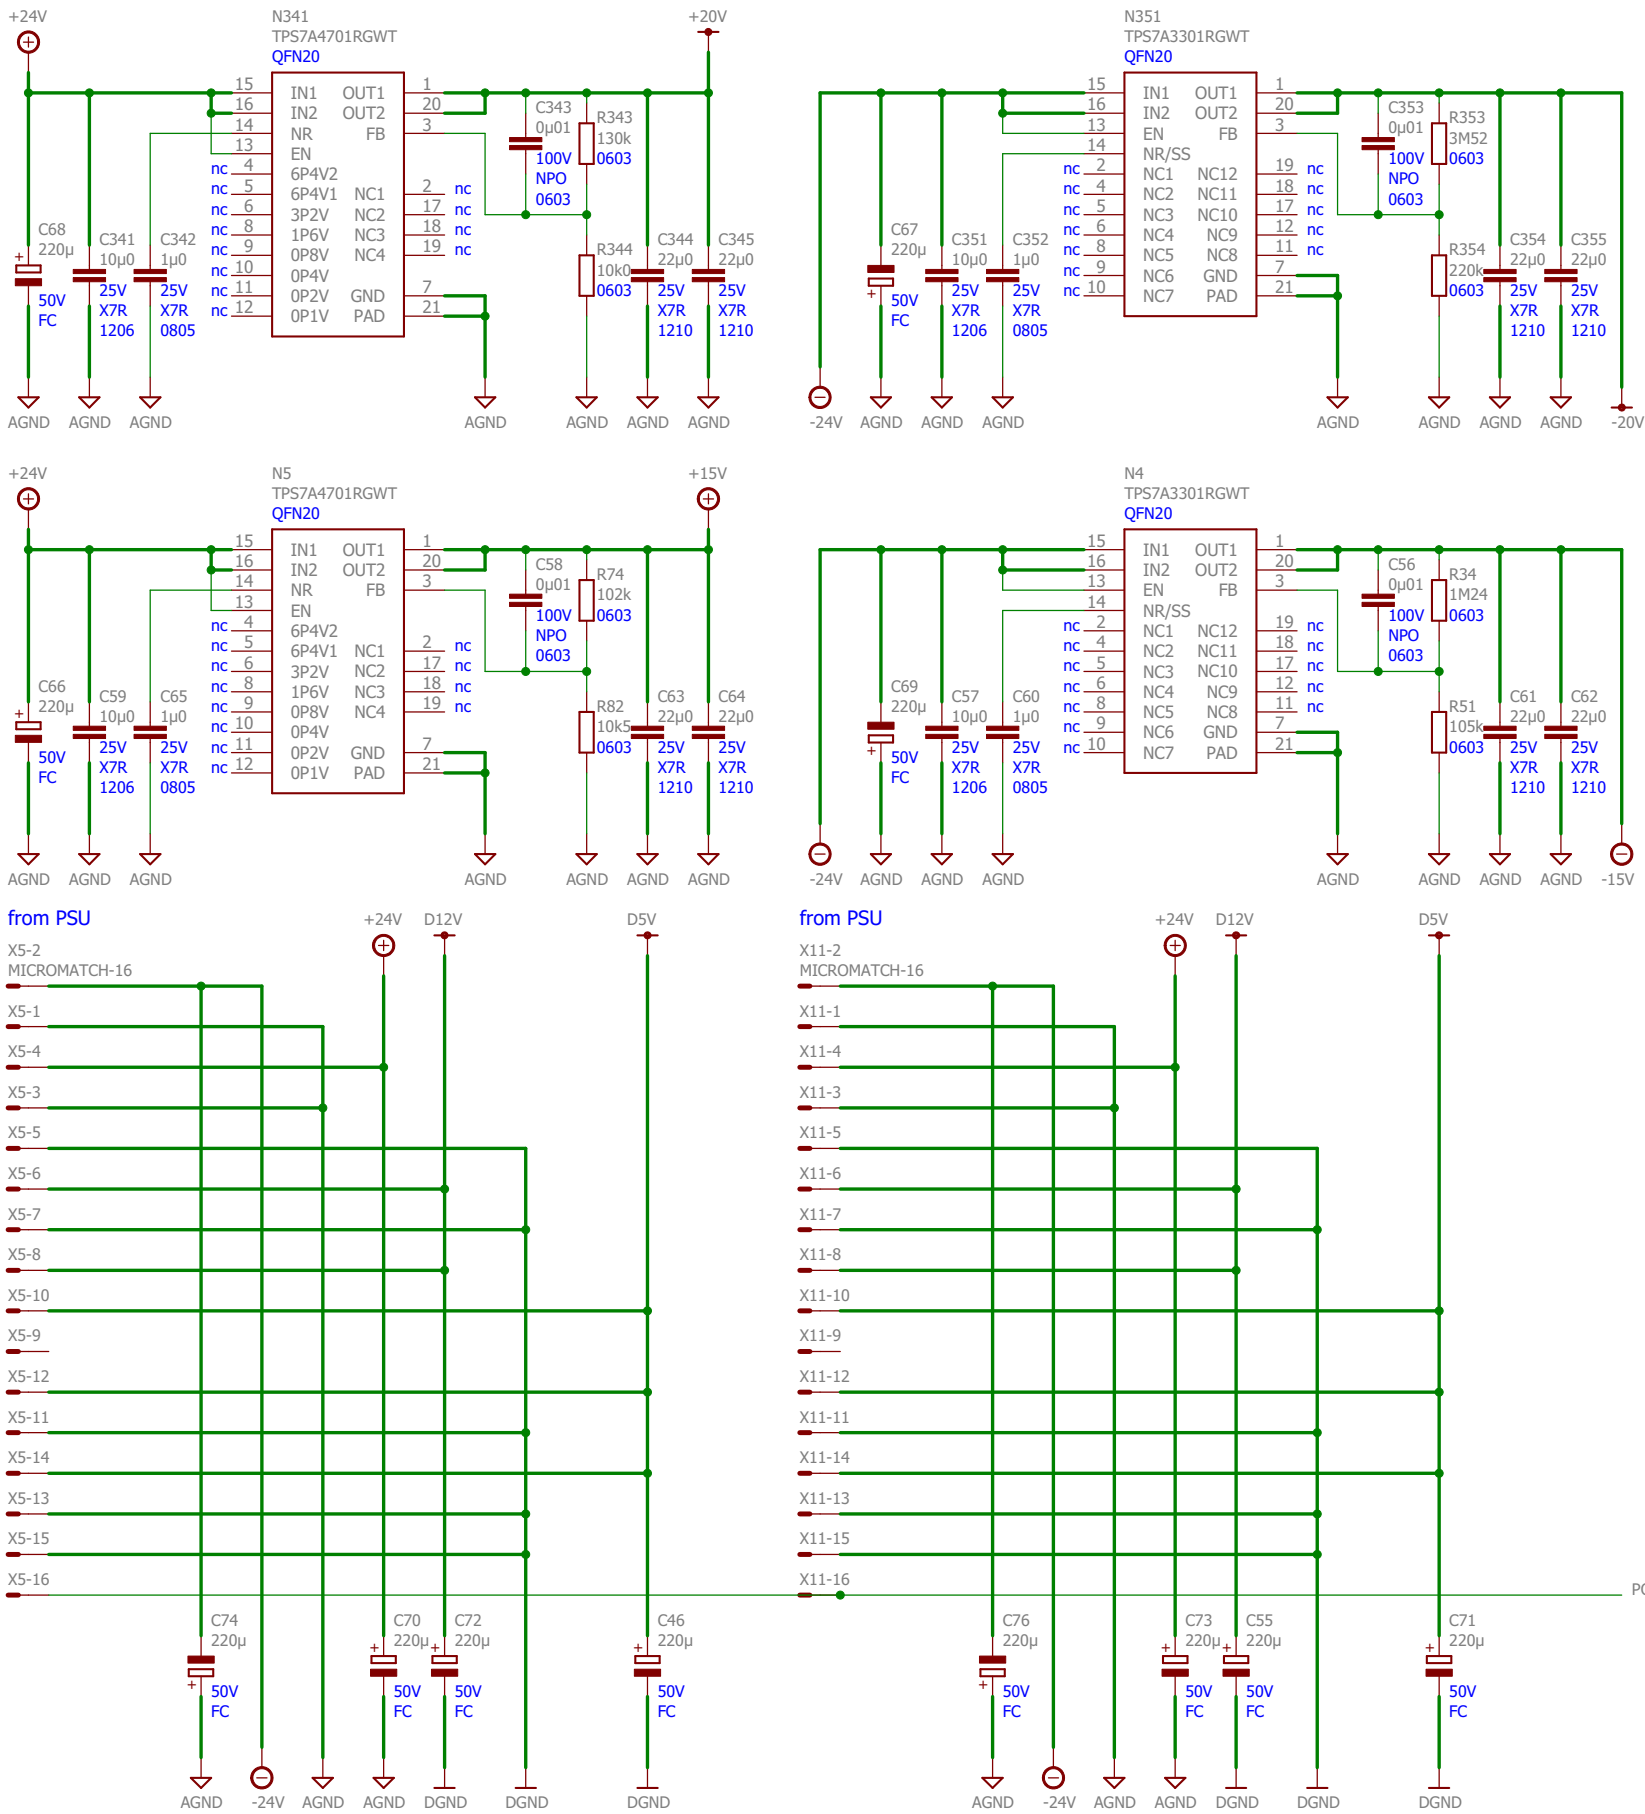 +24V
N341
TPS7A4701RGWT
QFN20
+20V
15 IN1 OUT1 1
16 IN2 OUT2 20
14 NR FB 3
13 EN
nc 4 6P4V2
nc 5 6P4V1 NC1 2 nc
nc 6 3P2V NC2 17 nc
nc 8 1P6V NC3 18 nc
nc 9 0P8V NC4 19 nc
nc 10 0P4V
nc 11 0P2V GND 7
nc 12 0P1V PAD 21
C68
220µ
50V
FC
C341
10µ0
25V
X7R
1206
C342
1µ0
25V
X7R
0805
C343
0µ01
100V
NPO
0603
R343
130k
0603
R344
10k0
0603
C344
22µ0
25V
X7R
1210
C345
22µ0
25V
X7R
1210
AGND AGND AGND AGND AGND AGND AGND
N351
TPS7A3301RGWT
QFN20
15 IN1 OUT1 1
16 IN2 OUT2 20
13 EN FB 3
14 NR/SS
nc 2 NC1 NC12 19 nc
nc 4 NC2 NC11 18 nc
nc 5 NC3 NC10 17 nc
nc 6 NC4 NC9 12 nc
nc 8 NC5 NC8 11 nc
nc 9 NC6 GND 7
nc 10 NC7 PAD 21
C67
220µ
50V
FC
C351
10µ0
25V
X7R
1206
C352
1µ0
25V
X7R
0805
C353
0µ01
100V
NPO
0603
R353
3M52
0603
R354
220k
0603
C354
22µ0
25V
X7R
1210
C355
22µ0
25V
X7R
1210
-24V AGND AGND AGND AGND AGND AGND AGND -20V
+24V
N5
TPS7A4701RGWT
QFN20
+15V
15 IN1 OUT1 1
16 IN2 OUT2 20
14 NR FB 3
13 EN
nc 4 6P4V2
nc 5 6P4V1 NC1 2 nc
nc 6 3P2V NC2 17 nc
nc 8 1P6V NC3 18 nc
nc 9 0P8V NC4 19 nc
nc 10 0P4V
nc 11 0P2V GND 7
nc 12 0P1V PAD 21
C66
220µ
50V
FC
C59
10µ0
25V
X7R
1206
C65
1µ0
25V
X7R
0805
C58
0µ01
100V
NPO
0603
R74
102k
0603
R82
10k5
0603
C63
22µ0
25V
X7R
1210
C64
22µ0
25V
X7R
1210
AGND AGND AGND AGND AGND AGND AGND
N4
TPS7A3301RGWT
QFN20
15 IN1 OUT1 1
16 IN2 OUT2 20
13 EN FB 3
14 NR/SS
nc 2 NC1 NC12 19 nc
nc 4 NC2 NC11 18 nc
nc 5 NC3 NC10 17 nc
nc 6 NC4 NC9 12 nc
nc 8 NC5 NC8 11 nc
nc 9 NC6 GND 7
nc 10 NC7 PAD 21
C69
220µ
50V
FC
C57
10µ0
25V
X7R
1206
C60
1µ0
25V
X7R
0805
C56
0µ01
100V
NPO
0603
R34
1M24
0603
R51
105k
0603
C61
22µ0
25V
X7R
1210
C62
22µ0
25V
X7R
1210
-24V AGND AGND AGND AGND AGND AGND AGND -15V
from PSU
+24V D12V D5V
X5-2
MICROMATCH-16
X5-1
X5-4
X5-3
X5-5
X5-6
X5-7
X5-8
X5-10
X5-9
X5-12
X5-11
X5-14
X5-13
X5-15
X5-16
C74
220µ
50V
FC
C70
220µ
50V
FC
C72
220µ
50V
FC
C46
220µ
50V
FC
AGND -24V AGND AGND DGND DGND DGND
from PSU
+24V D12V D5V
X11-2
MICROMATCH-16
X11-1
X11-4
X11-3
X11-5
X11-6
X11-7
X11-8
X11-10
X11-9
X11-12
X11-11
X11-14
X11-13
X11-15
X11-16
C76
220µ
50V
FC
C73
220µ
50V
FC
C55
220µ
50V
FC
C71
220µ
50V
FC
AGND -24V AGND AGND DGND DGND DGND